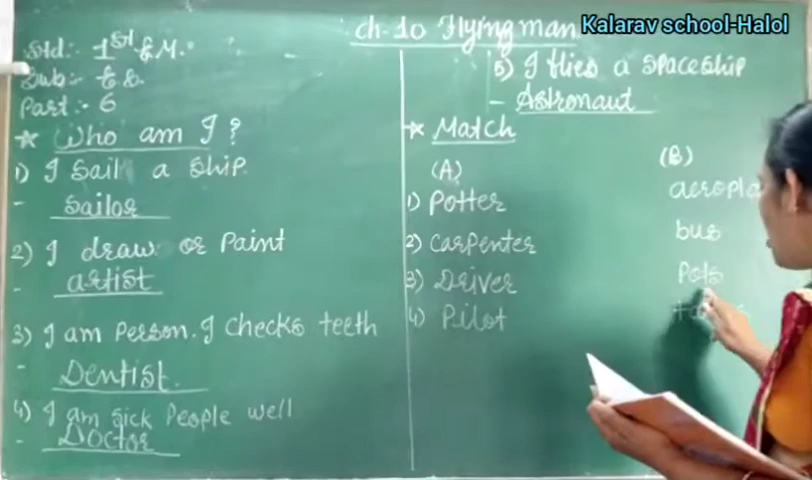 Kalarav school-Halol
ch-10 Flying man
Std:- 1st E.M.
Sub:- E.S.
Part:- 6
* Who am I ?
1) I sail a ship.
- Sailor
2) I draw or Paint
- artist
3) I am Person. I checks teeth
- Dentist.
4) I am sick People well
- Doctor
5) I flies a spaceship
- Astronaut
* Match
(A)
1) Potter
2) Carpenter
3) Driver
4) Pilot
(B)
bus
Pots